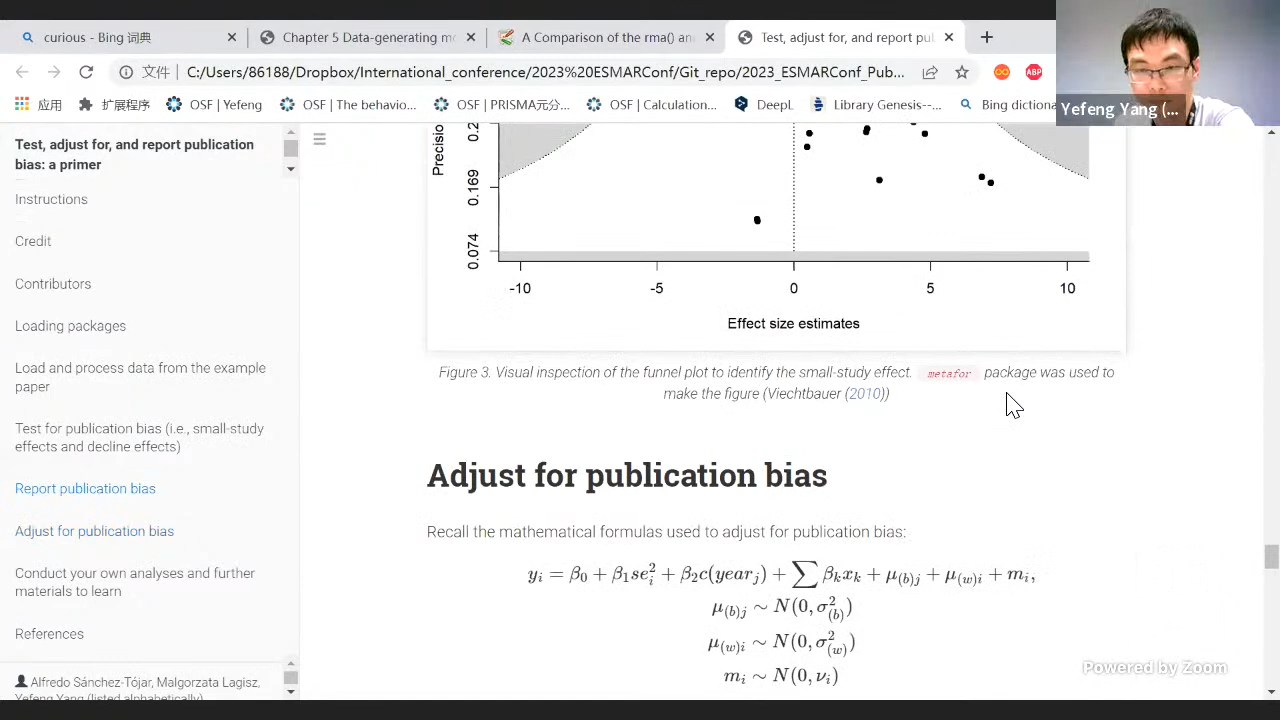 curious - Bing 词典
Chapter 5 Data-generating me
A Comparison of the rma() an
Test, adjust for, and report pu
文件
C:/Users/86188/Dropbox/International_conference/2023%20ESMARConf/Git_repo/2023_ESMARConf_Pub...
ABP
应用
扩展程序
OSF | Yefeng
OSF | The behavio...
OSF | PRISMA元分...
OSF | Calculation...
DeepL
Library Genesis--...
Bing dictiona
Yefeng Yang (...
Test, adjust for, and report publication
bias: a primer
Instructions
Credit
Contributors
Loading packages
Load and process data from the example
paper
Test for publication bias (i.e., small-study
effects and decline effects)
Report publication bias
Adjust for publication bias
Conduct your own analyses and further
materials to learn
References
Alfredo Sánchez-Tójar, Malgorzata Lagisz,
Yefeng Yang (listed alphabetically)
Precisio
0.2
0.169
0.074
-10 -5 0 5 10
Effect size estimates
Figure 3. Visual inspection of the funnel plot to identify the small-study effect. metafor package was used to
make the figure (Viechtbauer (2010))
Adjust for publication bias
Recall the mathematical formulas used to adjust for publication bias:
yᵢ = β₀ + β₁seᵢ² + β₂c(yearⱼ) + ∑ βₖxₖ + μ₍b₎ⱼ + μ₍w₎ᵢ + mᵢ,
μ₍b₎ⱼ ∼ N(0, σ²₍b₎)
μ₍w₎ᵢ ∼ N(0, σ²₍w₎)
mᵢ ∼ N(0, νᵢ)
Powered by Zoom